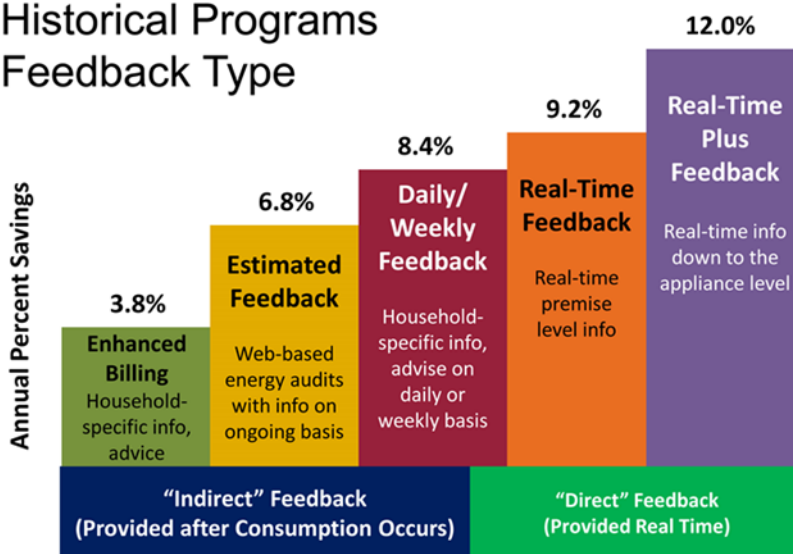 Historical Programs
Feedback Type
Annual Percent Savings
3.8%
Enhanced
Billing
Household-
specific info,
advice
6.8%
Estimated
Feedback
Web-based
energy audits
with info on
ongoing basis
8.4%
Daily/
Weekly
Feedback
Household-
specific info,
advise on
daily or
weekly basis
9.2%
Real-Time
Feedback
Real-time
premise
level info
12.0%
Real-Time
Plus
Feedback
Real-time info
down to the
appliance level
“Indirect” Feedback
(Provided after Consumption Occurs)
“Direct” Feedback
(Provided Real Time)